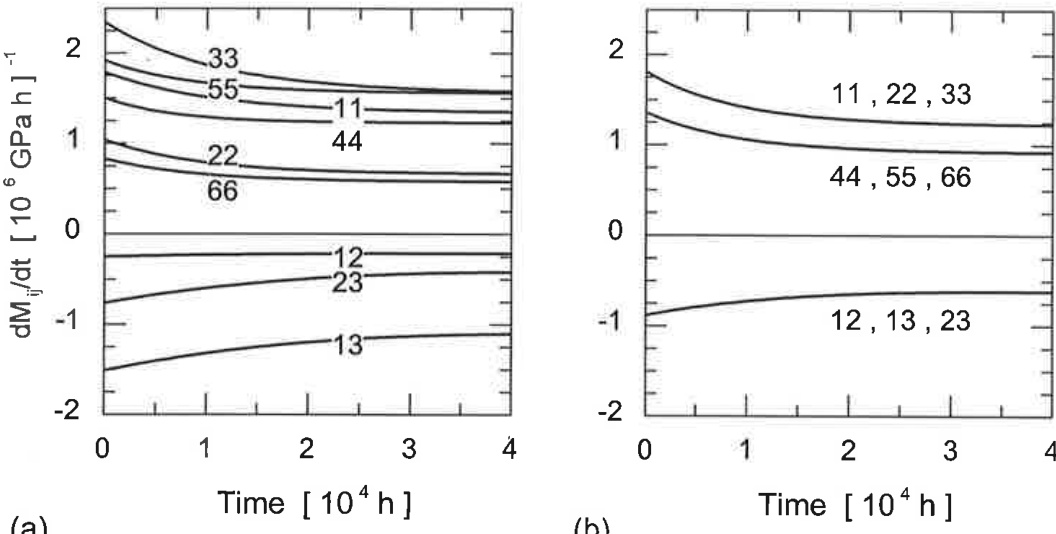 dM_ij/dt [ 10^6 GPa h ]^-1
2
1
0
-1
-2
33
55
11
44
22
66
12
23
13
0 1 2 3 4
Time [ 10^4 h ]
(a)
2
1
0
-1
-2
11 , 22 , 33
44 , 55 , 66
12 , 13 , 23
0 1 2 3 4
Time [ 10^4 h ]
(b)